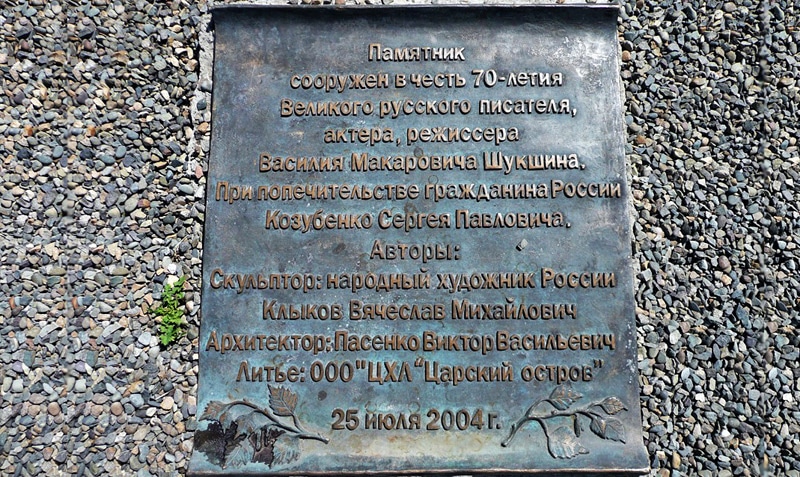 Памятник
сооружен в честь 70-летия
Великого русского писателя,
актера, режиссера
Василия Макаровича Шукшина.
При попечительстве гражданина России
Козубенко Сергея Павловича.
Авторы:
Скульптор: народный художник России
Клыков Вячеслав Михайлович
Архитектор: Пасенко Виктор Васильевич
Литье: ООО "ЦХЛ "Царский остров"
25 июля 2004 г.